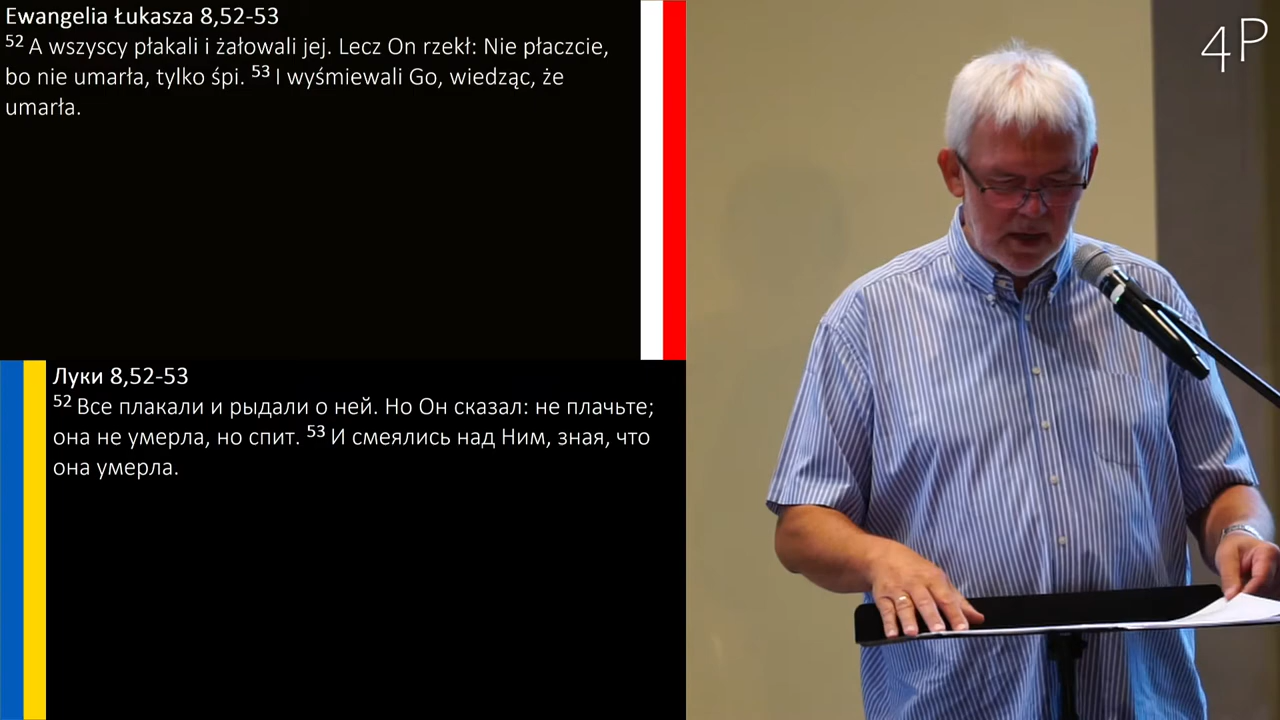 Ewangelia Łukasza 8,52-53
52 A wszyscy płakali i żałowali jej. Lecz On rzekł: Nie płaczcie,
bo nie umarła, tylko śpi. 53 I wyśmiewali Go, wiedząc, że
umarła.
Луки 8,52-53
52 Все плакали и рыдали о ней. Но Он сказал: не плачьте;
она не умерла, но спит. 53 И смеялись над Ним, зная, что
она умерла.
4P